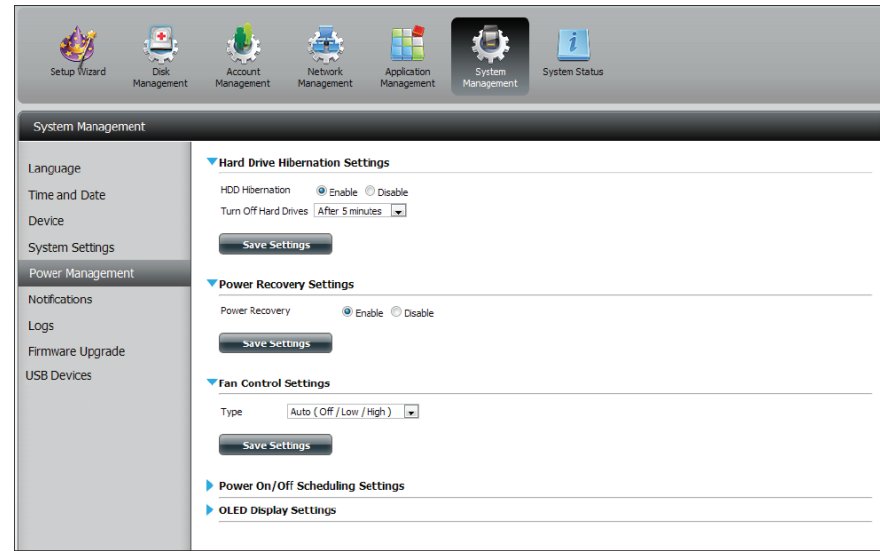 Setup Wizard
Disk
Management
Account
Management
Network
Management
Application
Management
System
Management
System Status
System Management
Language
Time and Date
Device
System Settings
Power Management
Notifications
Logs
Firmware Upgrade
USB Devices
Hard Drive Hibernation Settings
HDD Hibernation Enable Disable
Turn Off Hard Drives After 5 minutes
Save Settings
Power Recovery Settings
Power Recovery Enable Disable
Save Settings
Fan Control Settings
Type Auto ( Off / Low / High )
Save Settings
Power On/Off Scheduling Settings
OLED Display Settings